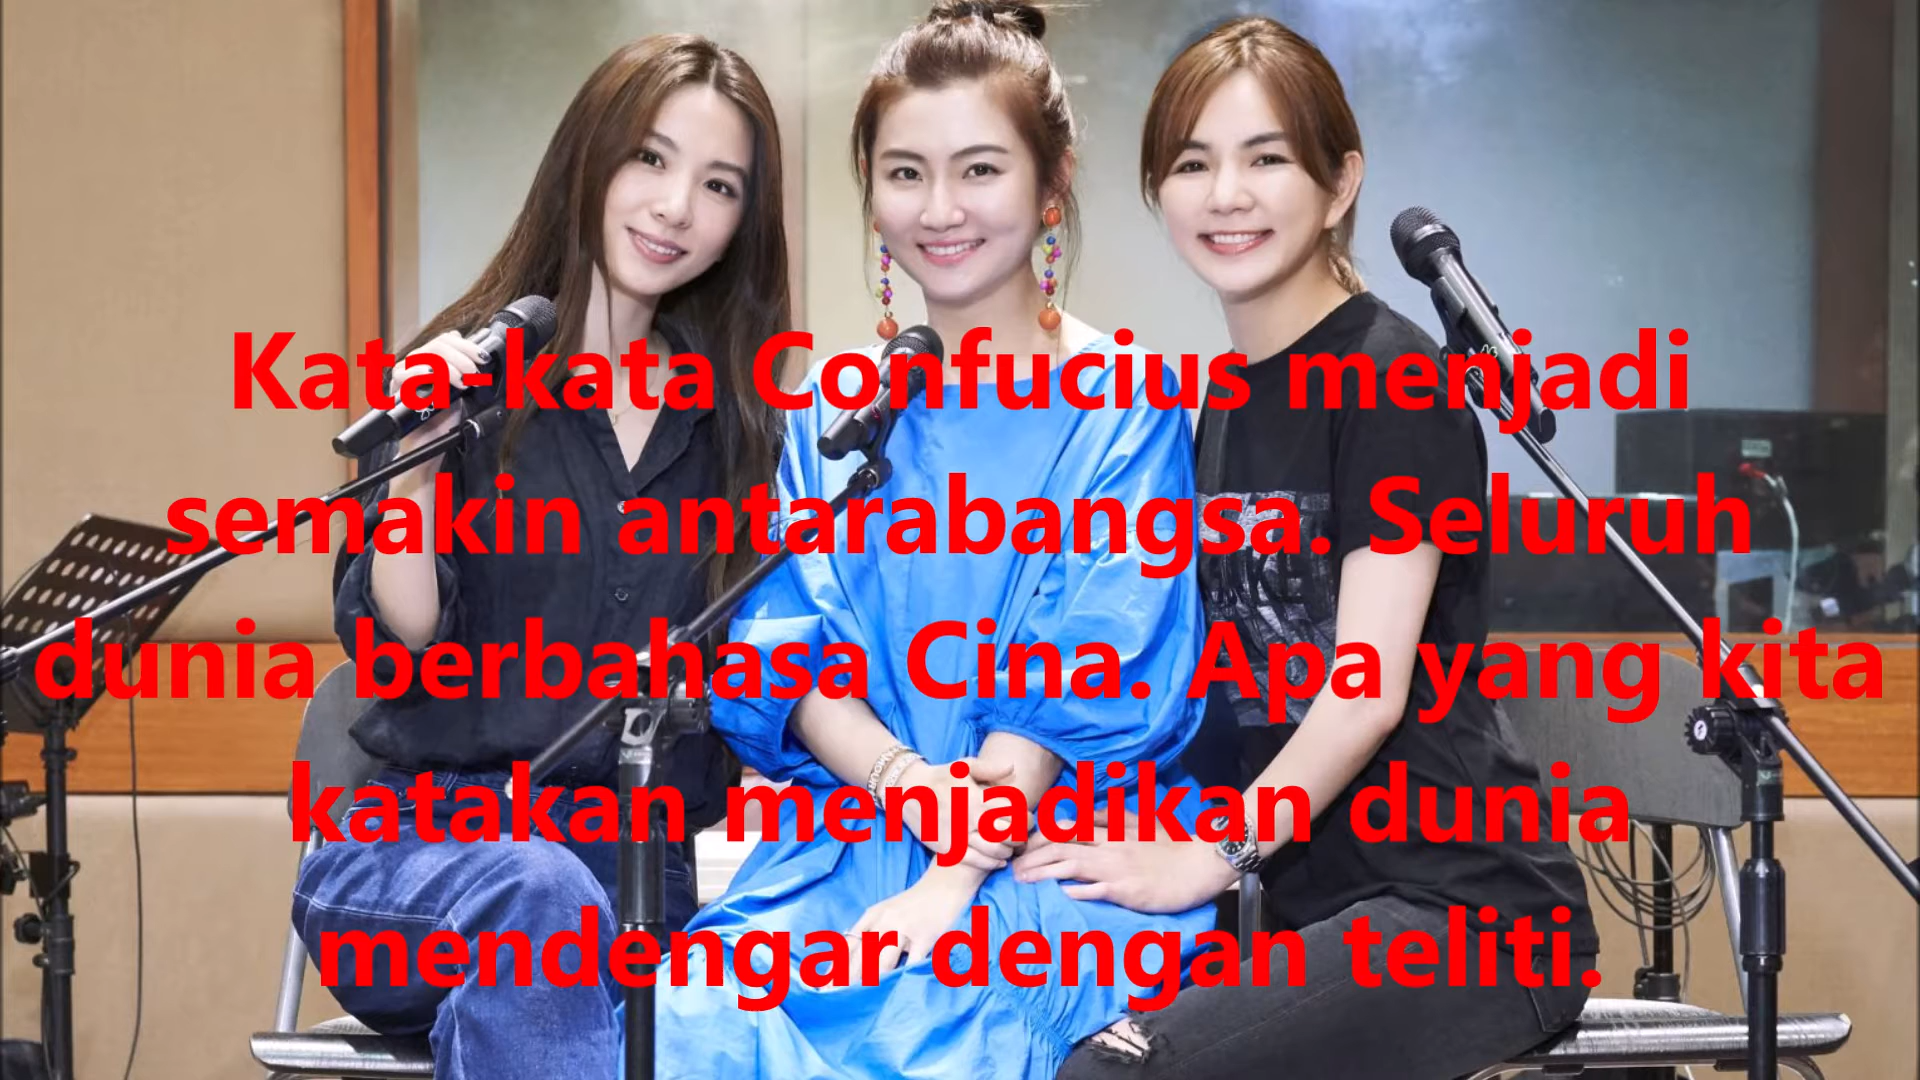 Kata-kata Confucius menjadi
semakin antarabangsa. Seluruh
dunia berbahasa Cina. Apa yang kita
katakan menjadikan dunia
mendengar dengan teliti.